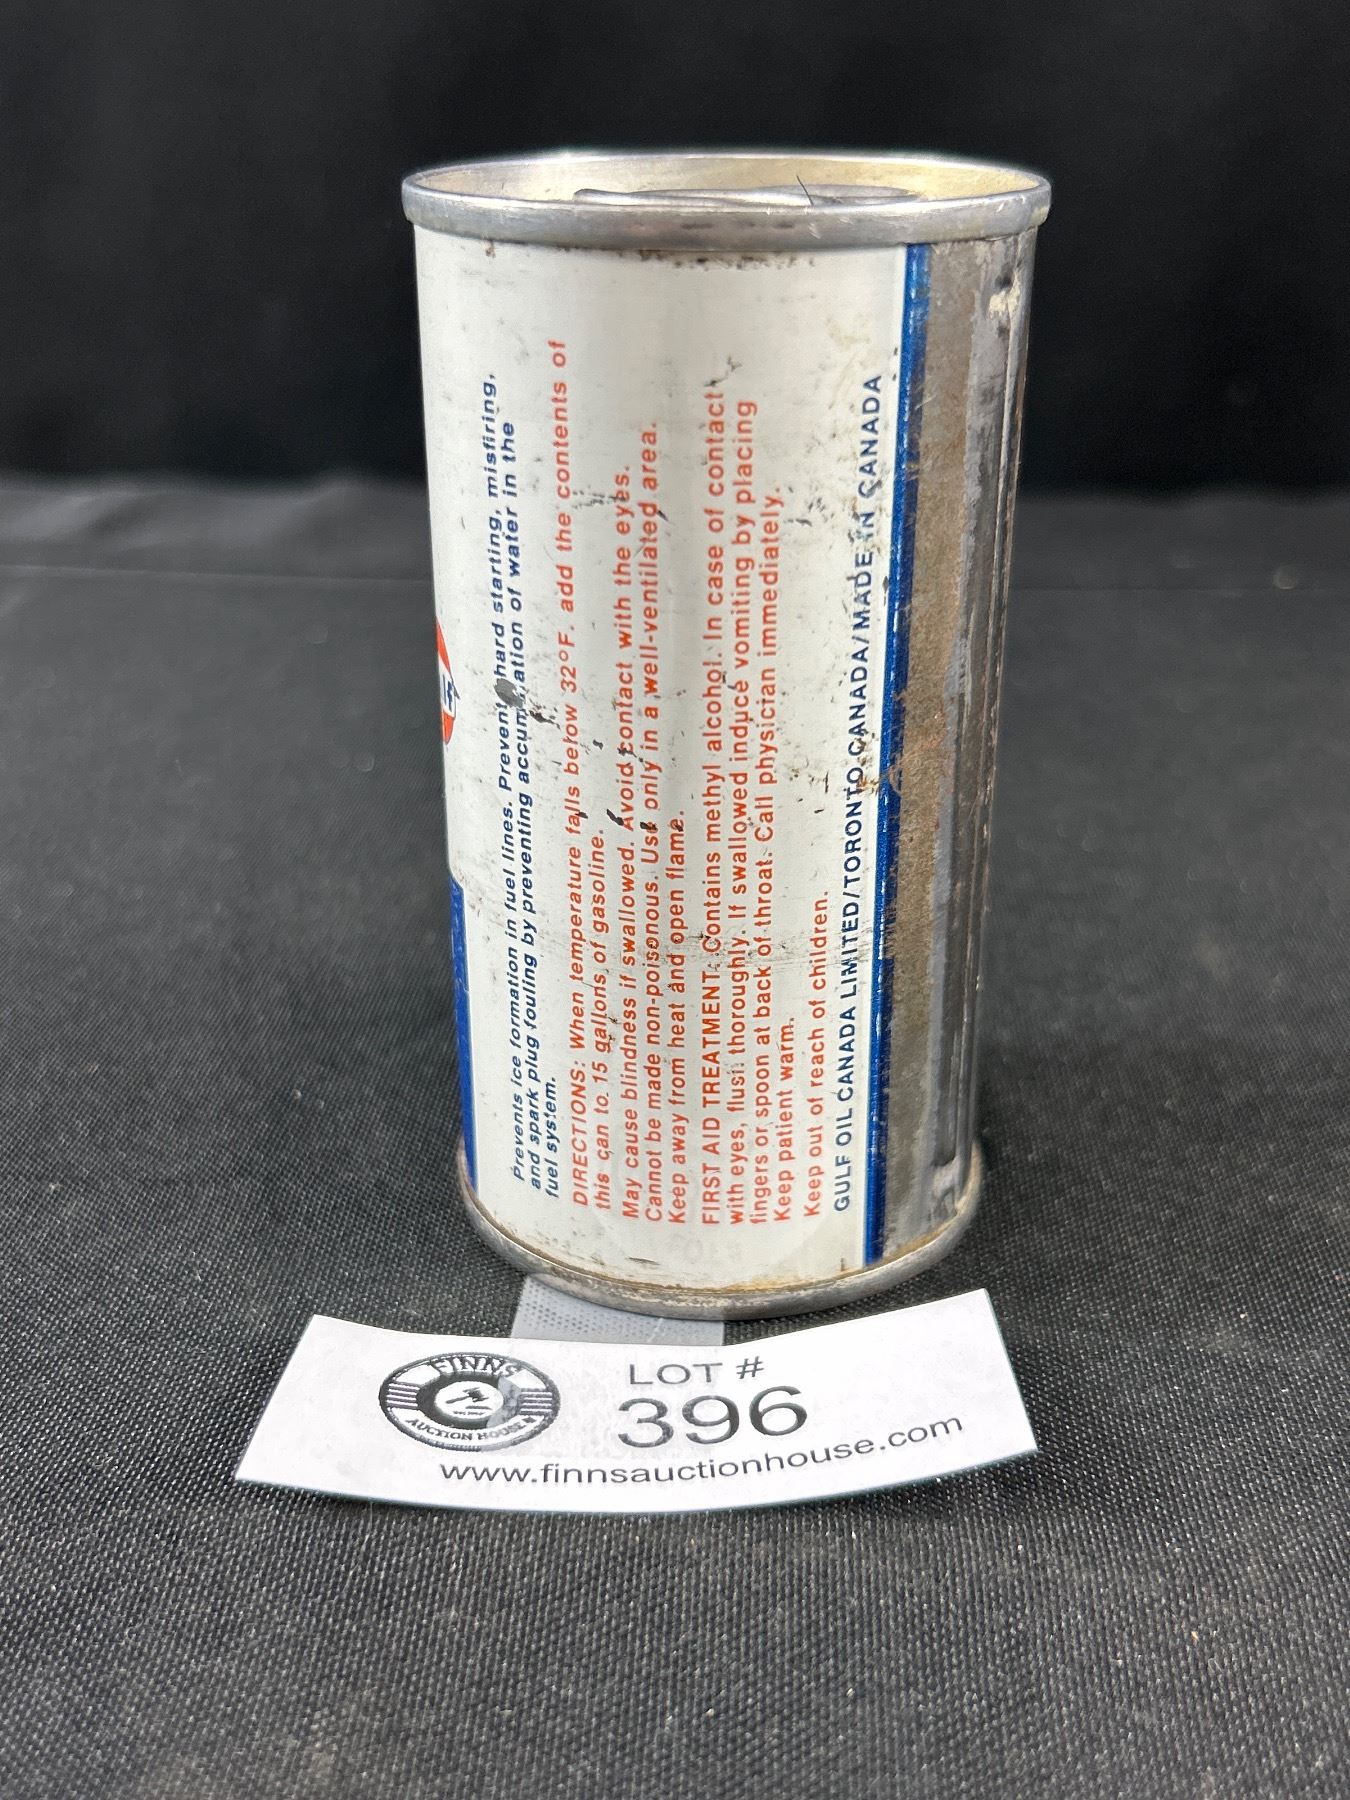 Prevents ice formation in fuel lines. Prevents hard starting, misfiring,
and spark plug fouling by preventing accumulation of water in the
fuel system.
DIRECTIONS: When temperature falls below 32°F. add the contents of
this can to 15 gallons of gasoline.
May cause blindness if swallowed. Avoid contact with the eyes.
Cannot be made non-poisonous. Use only in a well-ventilated area.
Keep away from heat and open flame.
FIRST AID TREATMENT: Contains methyl alcohol. In case of contact
with eyes, flush thoroughly. If swallowed induce vomiting by placing
fingers or spoon at back of throat. Call physician immediately.
Keep patient warm.
Keep out of reach of children.
GULF OIL CANADA LIMITED/TORONTO, CANADA/MADE IN CANADA
FINNS
AUCTION HOUSE
LOT #
396
www.finnsauctionhouse.com